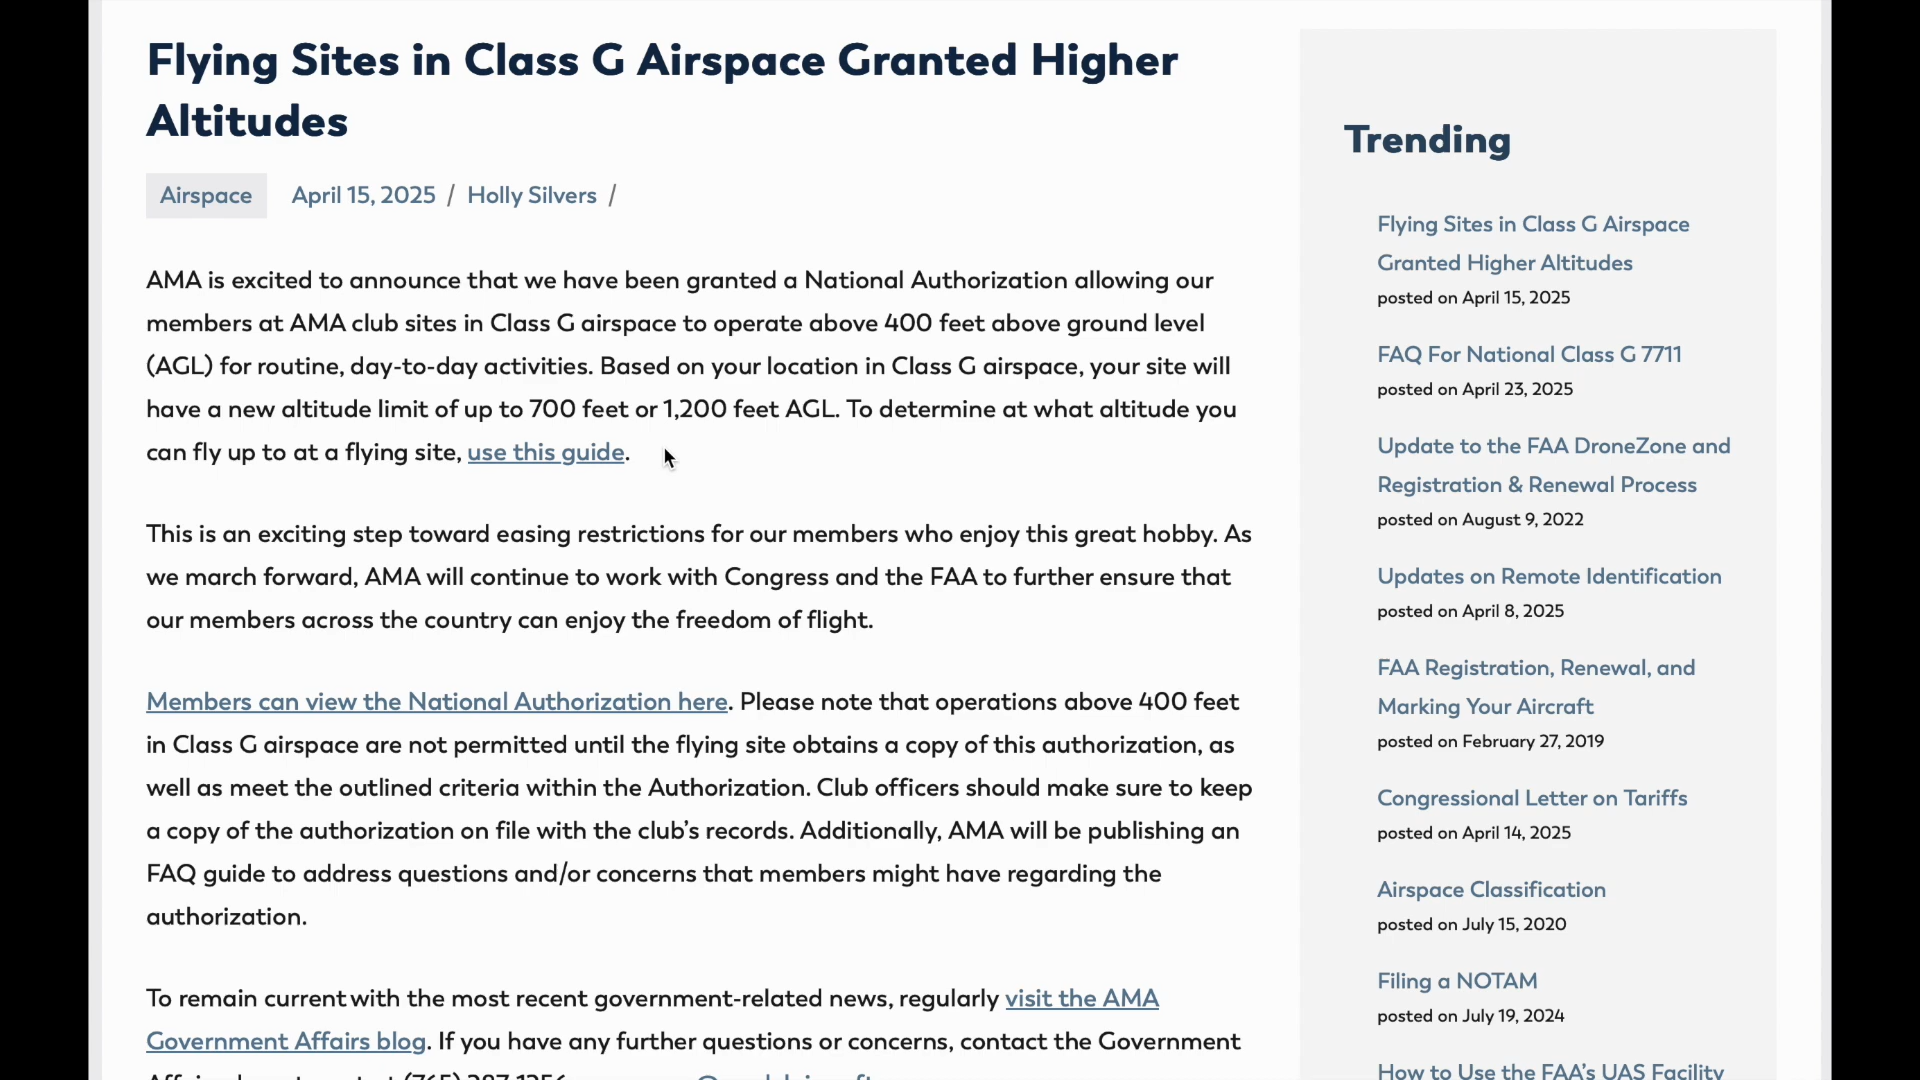 Flying Sites in Class G Airspace Granted Higher
Altitudes
Airspace April 15, 2025 / Holly Silvers /
AMA is excited to announce that we have been granted a National Authorization allowing our
members at AMA club sites in Class G airspace to operate above 400 feet above ground level
(AGL) for routine, day-to-day activities. Based on your location in Class G airspace, your site will
have a new altitude limit of up to 700 feet or 1,200 feet AGL. To determine at what altitude you
can fly up to at a flying site, use this guide.
This is an exciting step toward easing restrictions for our members who enjoy this great hobby. As
we march forward, AMA will continue to work with Congress and the FAA to further ensure that
our members across the country can enjoy the freedom of flight.
Members can view the National Authorization here. Please note that operations above 400 feet
in Class G airspace are not permitted until the flying site obtains a copy of this authorization, as
well as meet the outlined criteria within the Authorization. Club officers should make sure to keep
a copy of the authorization on file with the club's records. Additionally, AMA will be publishing an
FAQ guide to address questions and/or concerns that members might have regarding the
authorization.
To remain current with the most recent government-related news, regularly visit the AMA
Government Affairs blog. If you have any further questions or concerns, contact the Government
Trending
Flying Sites in Class G Airspace
Granted Higher Altitudes
posted on April 15, 2025
FAQ For National Class G 7711
posted on April 23, 2025
Update to the FAA DroneZone and
Registration & Renewal Process
posted on August 9, 2022
Updates on Remote Identification
posted on April 8, 2025
FAA Registration, Renewal, and
Marking Your Aircraft
posted on February 27, 2019
Congressional Letter on Tariffs
posted on April 14, 2025
Airspace Classification
posted on July 15, 2020
Filing a NOTAM
posted on July 19, 2024
How to Use the FAA's UAS Facility